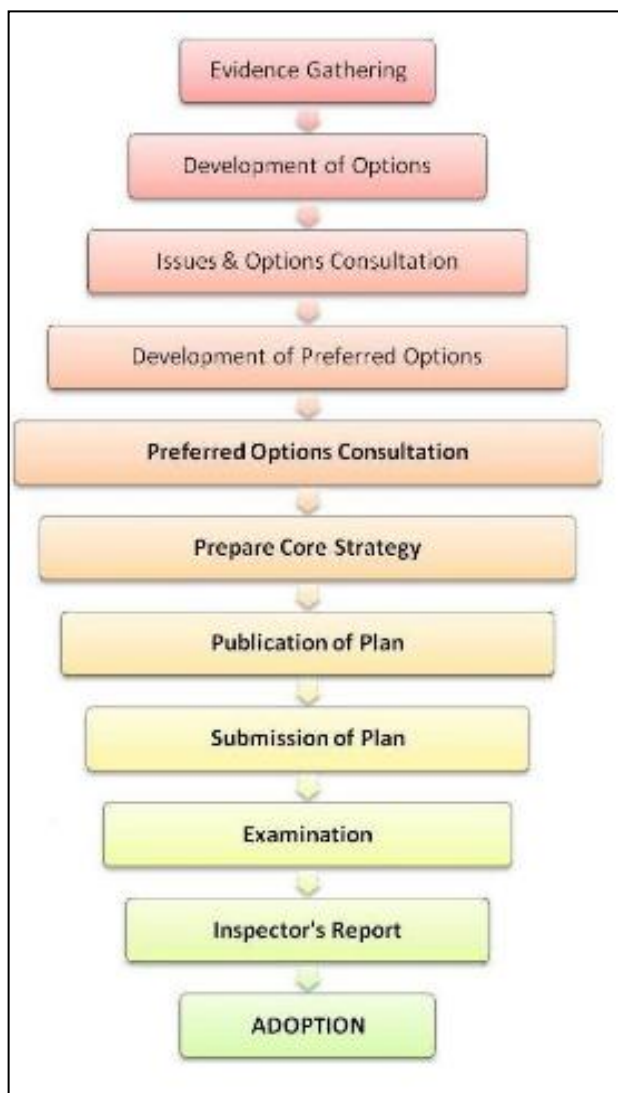 Evidence Gathering
Development of Options
Issues & Options Consultation
Development of Preferred Options
Preferred Options Consultation
Prepare Core Strategy
Publication of Plan
Submission of Plan
Examination
Inspector's Report
ADOPTION